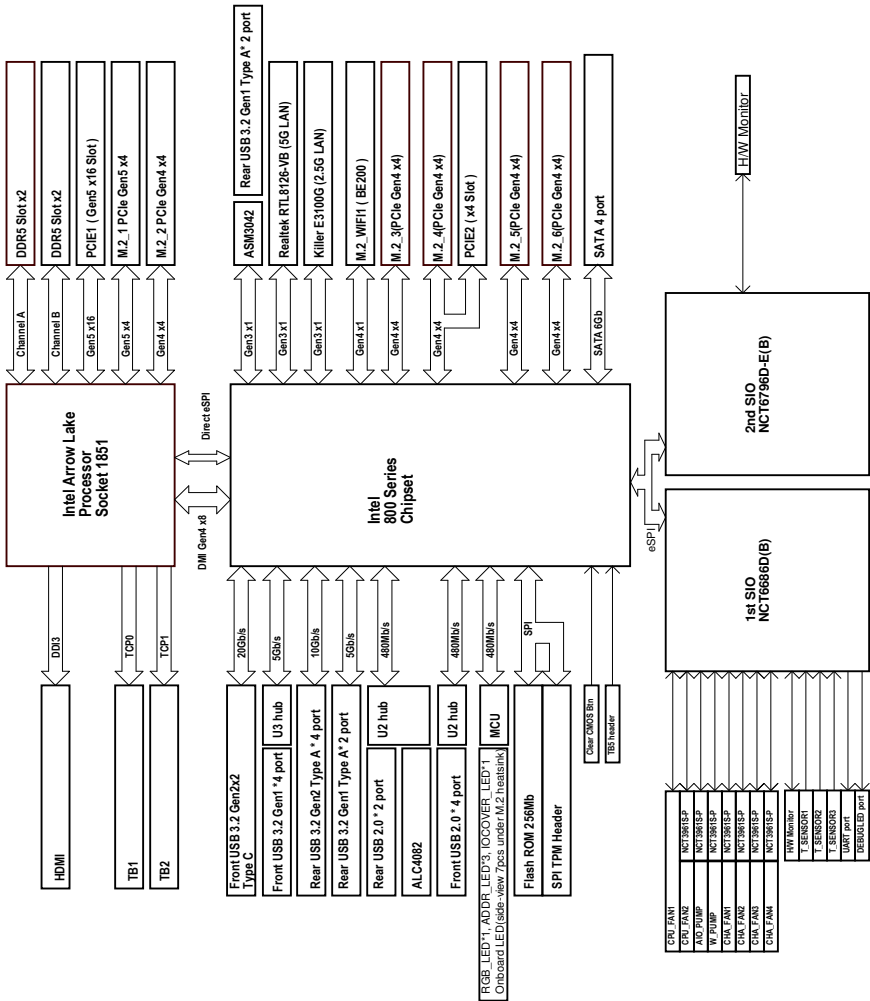 DDR5 Slot x2
DDR5 Slot x2
PCIE1 ( Gen5 x16 Slot )
M.2_1 PCIe Gen5 x4
M.2_2 PCIe Gen4 x4
Channel A
Channel B
Gen5 x16
Gen5 x4
Gen4 x4
Intel Arrow Lake
Processor
Socket 1851
DDI3
TCP0
TCP1
HDMI
TB1
TB2
DMI Gen4 x8
Direct eSPI
Rear USB 3.2 Gen1 Type A* 2 port
ASM3042
Realtek RTL8126-VB (5G LAN)
Killer E3100G (2.5G LAN)
M.2_WIFI1 ( BE200 )
M.2_3(PCIe Gen4 x4)
M.2_4(PCIe Gen4 x4)
PCIE2 ( x4 Slot )
M.2_5(PCIe Gen4 x4)
M.2_6(PCIe Gen4 x4)
SATA 4 port
Gen3 x1
Gen3 x1
Gen3 x1
Gen4 x1
Gen4 x4
Gen4 x4
Gen4 x4
Gen4 x4
SATA 6Gb
Intel
800 Series
Chipset
20Gb/s
5Gb/s
10Gb/s
5Gb/s
480Mb/s
480Mb/s
480Mb/s
SPI
Front USB 3.2 Gen2x2
Type C
U3 hub
Front USB 3.2 Gen1 *4 port
Rear USB 3.2 Gen2 Type A * 4 port
Rear USB 3.2 Gen1 Type A* 2 port
U2 hub
Rear USB 2.0 * 2 port
ALC4082
U2 hub
Front USB 2.0 * 4 port
MCU
RGB_LED*1, ADDR_LED*3, IOCOVER_LED*1
Onboard LED(side-view 7pcs under M.2 heatsink)
Flash ROM 256Mb
SPI TPM Header
Clear CMOS Btn
TB5 header
H/W Monitor
2nd SIO
NCT6796D-E(B)
eSPI
1st SIO
NCT6686D(B)
CPU_FAN1 NCT3961S-P
CPU_FAN2 NCT3961S-P
AIO_PUMP NCT3961S-P
W_PUMP NCT3961S-P
CHA_FAN1 NCT3961S-P
CHA_FAN2 NCT3961S-P
CHA_FAN3 NCT3961S-P
CHA_FAN4 NCT3961S-P
H/W Monitor
T_SENSOR1
T_SENSOR2
T_SENSOR3
UART port
DEBUGLED port